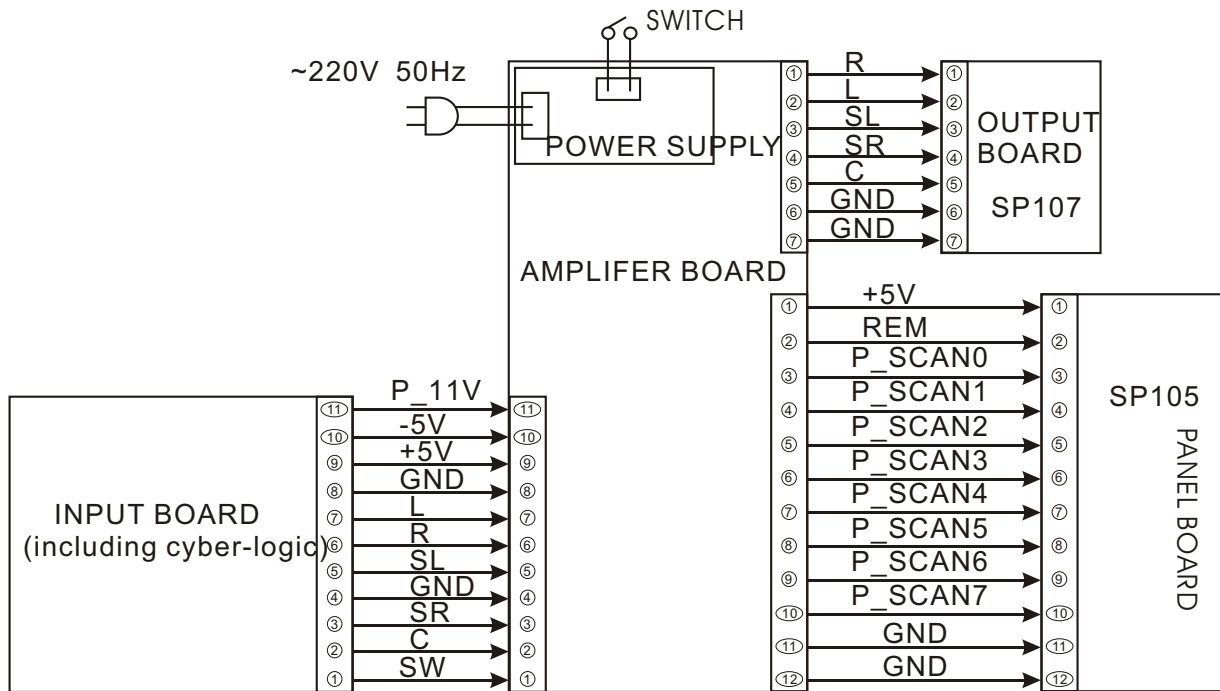 SWITCH
~220V 50Hz
POWER SUPPLY
AMPLIFER BOARD
① R ①
② L ②
③ SL ③
④ SR ④
⑤ C ⑤
⑥ GND ⑥
⑦ GND ⑦
OUTPUT
BOARD
SP107
① +5V ①
② REM ②
③ P_SCAN0 ③
④ P_SCAN1 ④
⑤ P_SCAN2 ⑤
⑥ P_SCAN3 ⑥
⑦ P_SCAN4 ⑦
⑧ P_SCAN5 ⑧
⑨ P_SCAN6 ⑨
⑩ P_SCAN7 ⑩
⑪ GND ⑪
⑫ GND ⑫
SP105
PANEL BOARD
INPUT BOARD
(including cyber-logic)
⑪ P_11V ⑪
⑩ -5V ⑩
⑨ +5V ⑨
⑧ GND ⑧
⑦ L ⑦
⑥ R ⑥
⑤ SL ⑤
④ GND ④
③ SR ③
② C ②
① SW ①